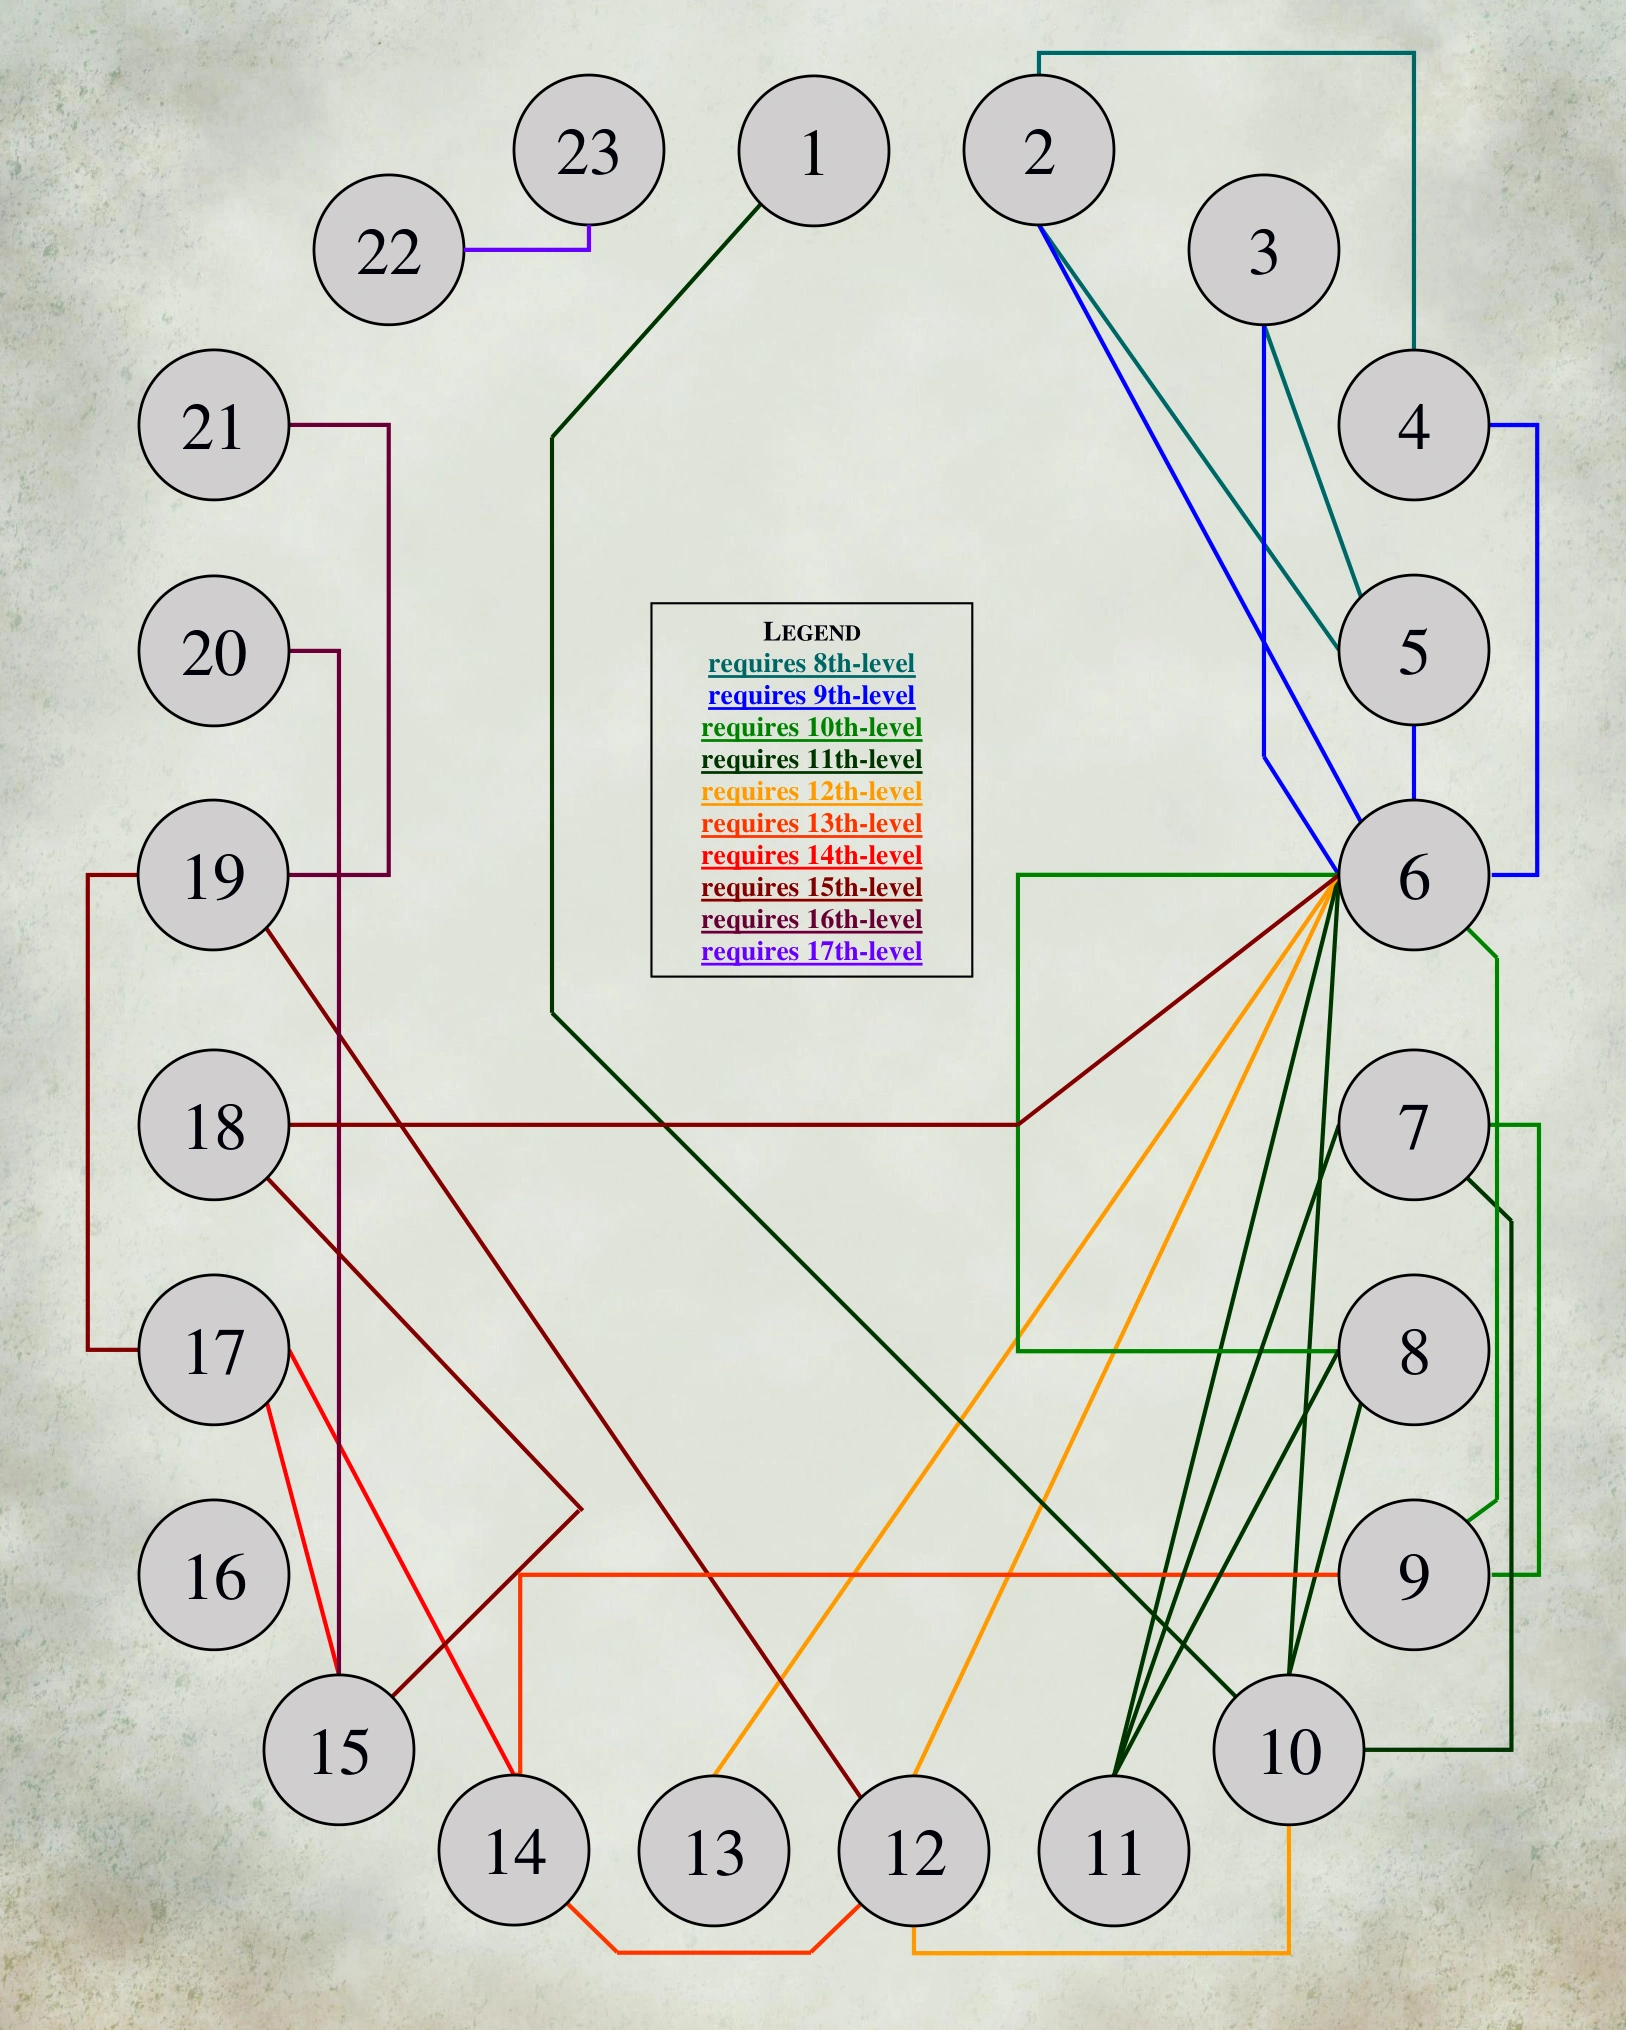 23
1
2
22
3
21
4
20
5
LEGEND
requires 8th-level
requires 9th-level
requires 10th-level
requires 11th-level
requires 12th-level
requires 13th-level
requires 14th-level
requires 15th-level
requires 16th-level
requires 17th-level
19
6
18
7
17
8
16
9
15
10
14
13
12
11